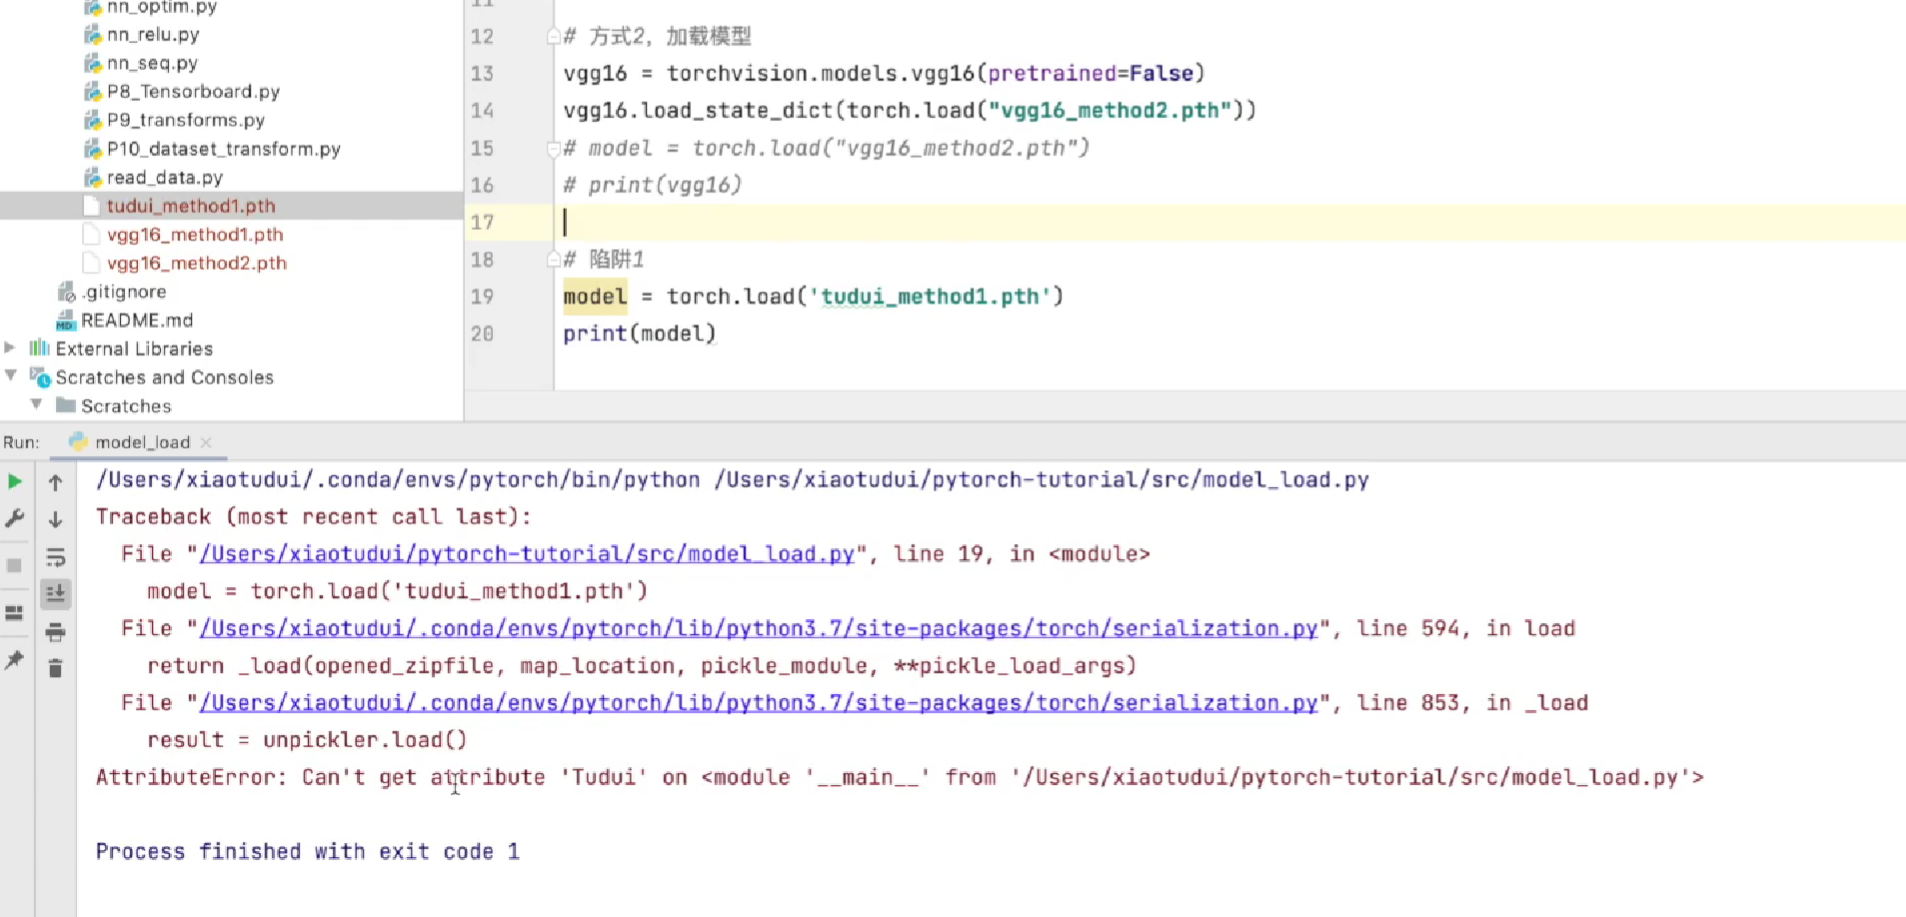 nn_optim.py
nn_relu.py
nn_seq.py
P8_Tensorboard.py
P9_transforms.py
P10_dataset_transform.py
read_data.py
tudui_method1.pth
vgg16_method1.pth
vgg16_method2.pth
.gitignore
README.md
External Libraries
Scratches and Consoles
Scratches
11
12 # 方式2，加载模型
13 vgg16 = torchvision.models.vgg16(pretrained=False)
14 vgg16.load_state_dict(torch.load("vgg16_method2.pth"))
15 # model = torch.load("vgg16_method2.pth")
16 # print(vgg16)
17
18 # 陷阱1
19 model = torch.load('tudui_method1.pth')
20 print(model)
Run: model_load
/Users/xiaotudui/.conda/envs/pytorch/bin/python /Users/xiaotudui/pytorch-tutorial/src/model_load.py
Traceback (most recent call last):
File "/Users/xiaotudui/pytorch-tutorial/src/model_load.py", line 19, in <module>
model = torch.load('tudui_method1.pth')
File "/Users/xiaotudui/.conda/envs/pytorch/lib/python3.7/site-packages/torch/serialization.py", line 594, in load
return _load(opened_zipfile, map_location, pickle_module, **pickle_load_args)
File "/Users/xiaotudui/.conda/envs/pytorch/lib/python3.7/site-packages/torch/serialization.py", line 853, in _load
result = unpickler.load()
AttributeError: Can't get attribute 'Tudui' on <module '__main__' from '/Users/xiaotudui/pytorch-tutorial/src/model_load.py'>
Process finished with exit code 1